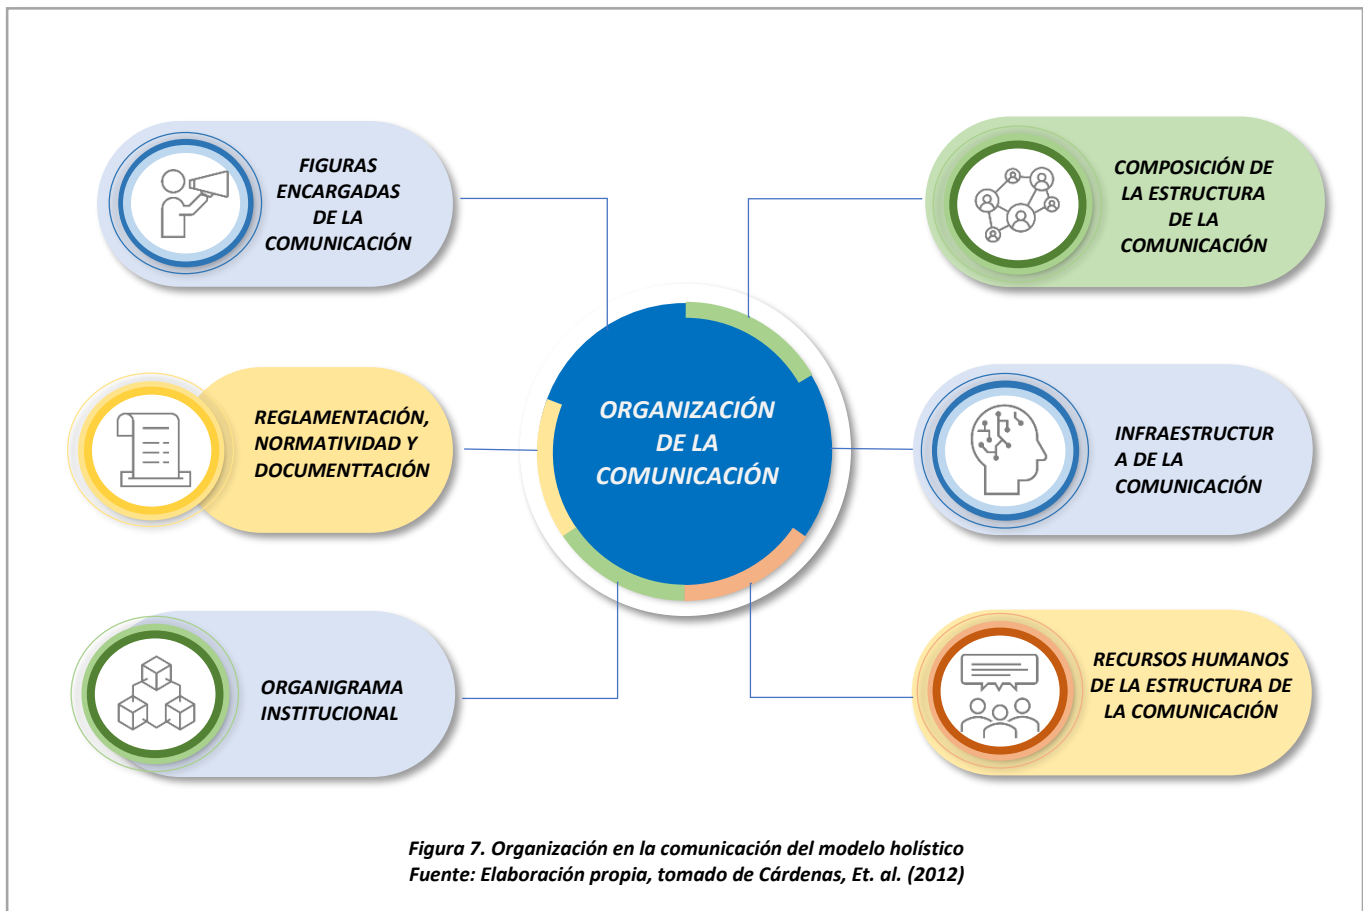 FIGURAS
ENCARGADAS
DE LA
COMUNICACIÓN
REGLAMENTACIÓN,
NORMATIVIDAD Y
DOCUMENTTACIÓN
ORGANIGRAMA
INSTITUCIONAL
ORGANIZACIÓN
DE LA
COMUNICACIÓN
COMPOSICIÓN DE
LA ESTRUCTURA
DE LA
COMUNICACIÓN
INFRAESTRUCTUR
A DE LA
COMUNICACIÓN
RECURSOS HUMANOS
DE LA ESTRUCTURA DE
LA COMUNICACIÓN
Figura 7. Organización en la comunicación del modelo holístico
Fuente: Elaboración propia, tomado de Cárdenas, Et. al. (2012)